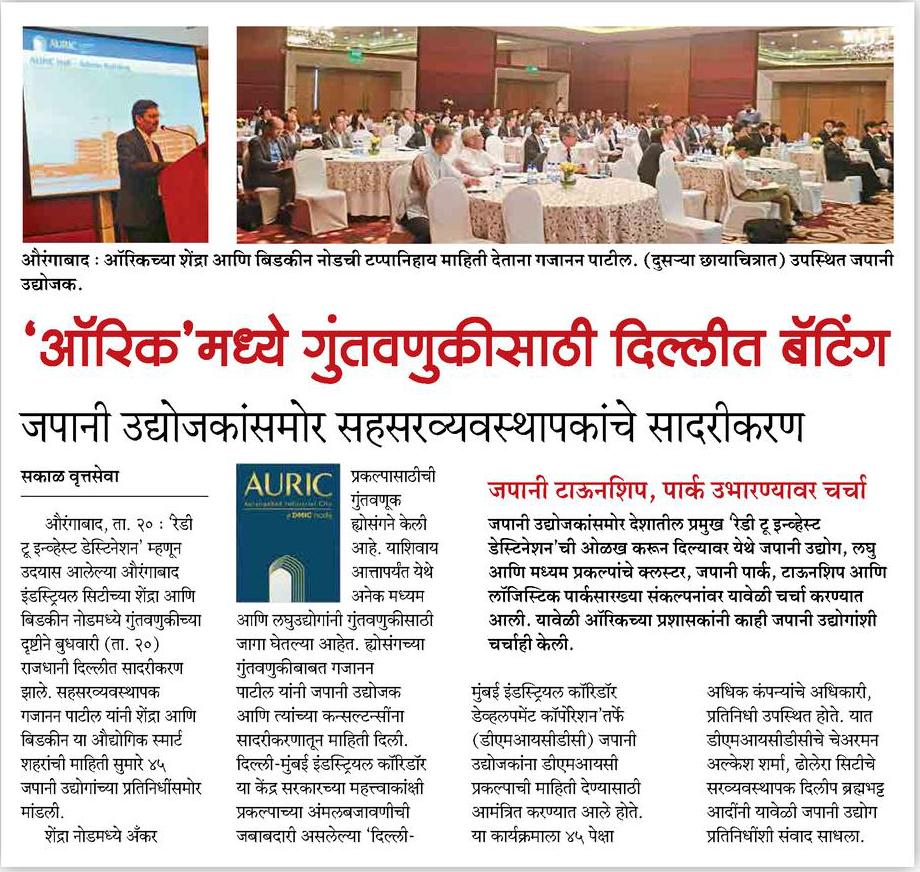 AURIC
AURIC Hall - Admin Building
औरंगाबाद : ऑरिकच्या शेंद्रा आणि बिडकीन नोडची टप्पानिहाय माहिती देताना गजानन पाटील. (दुसऱ्या छायाचित्रात) उपस्थित जपानी
उद्योजक.
‘ऑरिक’मध्ये गुंतवणुकीसाठी दिल्लीत बॅटिंग
जपानी उद्योजकांसमोर सहसरव्यवस्थापकांचे सादरीकरण
सकाळ वृत्तसेवा
औरंगाबाद, ता. २० : ‘रेडी
टू इन्व्हेस्ट डेस्टिनेशन’ म्हणून
उदयास आलेल्या औरंगाबाद
इंडस्ट्रियल सिटीच्या शेंद्रा आणि
बिडकीन नोडमध्ये गुंतवणुकीच्या
दृष्टीने बुधवारी (ता. २०)
राजधानी दिल्लीत सादरीकरण
झाले. सहसरव्यवस्थापक
गजानन पाटील यांनी शेंद्रा आणि
बिडकीन या औद्योगिक स्मार्ट
शहरांची माहिती सुमारे ४५
जपानी उद्योगांच्या प्रतिनिधींसमोर
मांडली.
शेंद्रा नोडमध्ये अँकर
AURIC
Aurangabad Industrial City
a DMIC node
प्रकल्पासाठीची
गुंतवणूक
ह्योसंगने केली
आहे. याशिवाय
आत्तापर्यंत येथे
अनेक मध्यम
आणि लघुउद्योगांनी गुंतवणुकीसाठी
जागा घेतल्या आहेत. ह्योसंगच्या
गुंतवणुकीबाबत गजानन
पाटील यांनी जपानी उद्योजक
आणि त्यांच्या कन्सल्टन्सींना
सादरीकरणातून माहिती दिली.
दिल्ली-मुंबई इंडस्ट्रियल कॉरिडॉर
या केंद्र सरकारच्या महत्त्वाकांक्षी
प्रकल्पाच्या अंमलबजावणीची
जबाबदारी असलेल्या ‘दिल्ली-
जपानी टाऊनशिप, पार्क उभारण्यावर चर्चा
जपानी उद्योजकांसमोर देशातील प्रमुख ‘रेडी टू इन्व्हेस्ट
डेस्टिनेशन’ची ओळख करून दिल्यावर येथे जपानी उद्योग, लघु
आणि मध्यम प्रकल्पांचे क्लस्टर, जपानी पार्क, टाऊनशिप आणि
लॉजिस्टिक पार्कसारख्या संकल्पनांवर यावेळी चर्चा करण्यात
आली. यावेळी ऑरिकच्या प्रशासकांनी काही जपानी उद्योगांशी
चर्चाही केली.
मुंबई इंडस्ट्रियल कॉरिडॉर
डेव्हलपमेंट कॉर्पोरेशन’तर्फे
(डीएमआयसीडीसी) जपानी
उद्योजकांना डीएमआयसी
प्रकल्पाची माहिती देण्यासाठी
आमंत्रित करण्यात आले होते.
या कार्यक्रमाला ४५ पेक्षा
अधिक कंपन्यांचे अधिकारी,
प्रतिनिधी उपस्थित होते. यात
डीएमआयसीडीसीचे चेअरमन
अल्केश शर्मा, ढोलेरा सिटीचे
सरव्यवस्थापक दिलीप ब्रह्मभट्ट
आदींनी यावेळी जपानी उद्योग
प्रतिनिधींशी संवाद साधला.